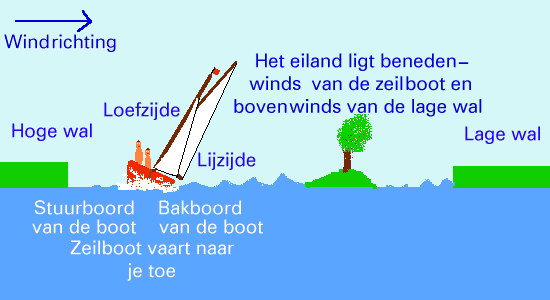 Windrichting
Het eiland ligt beneden-
winds van de zeilboot en
bovenwinds van de lage wal
Loefzijde
Hoge wal
Lage wal
Lijzijde
Stuurboord
van de boot
Bakboord
van de boot
Zeilboot vaart naar
je toe